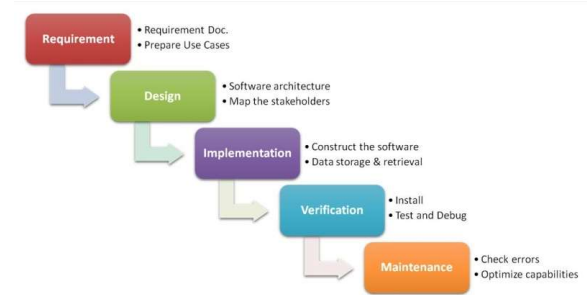 Requirement
• Requirement Doc.
• Prepare Use Cases
Design
• Software architecture
• Map the stakeholders
Implementation
• Construct the software
• Data storage & retrieval
Verification
• Install
• Test and Debug
Maintenance
• Check errors
• Optimize capabilities